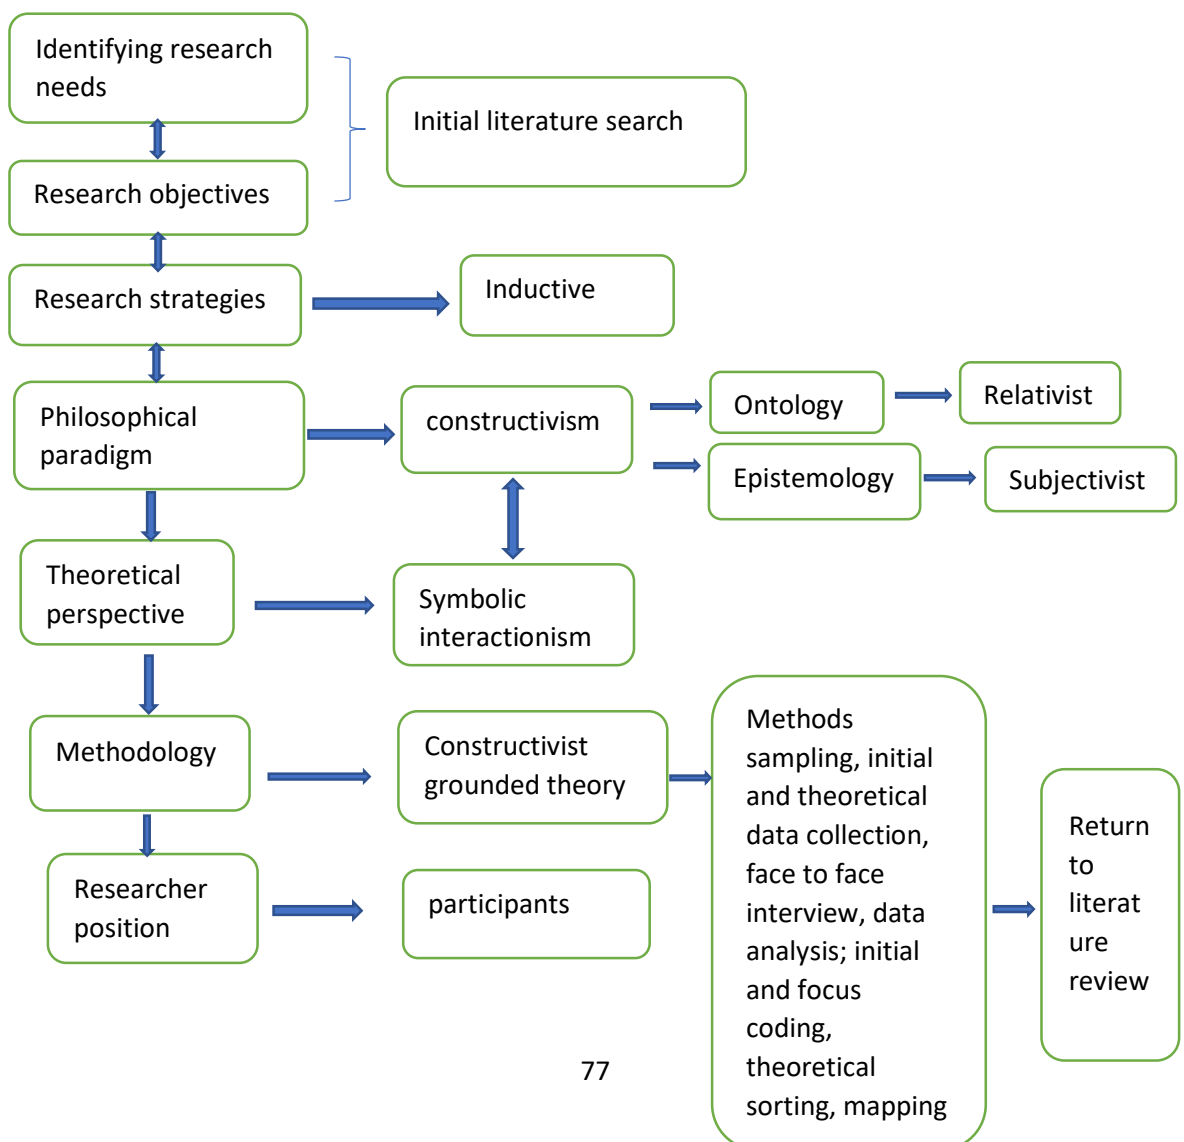 Identifying research
needs
Initial literature search
Research objectives
Research strategies
Inductive
Philosophical
paradigm
constructivism
Ontology
Relativist
Epistemology
Subjectivist
Theoretical
perspective
Symbolic
interactionism
Methodology
Constructivist
grounded theory
Researcher
position
participants
Methods
sampling, initial
and theoretical
data collection,
face to face
interview, data
analysis; initial
and focus
coding,
theoretical
sorting, mapping
Return
to
literat
ure
review
77